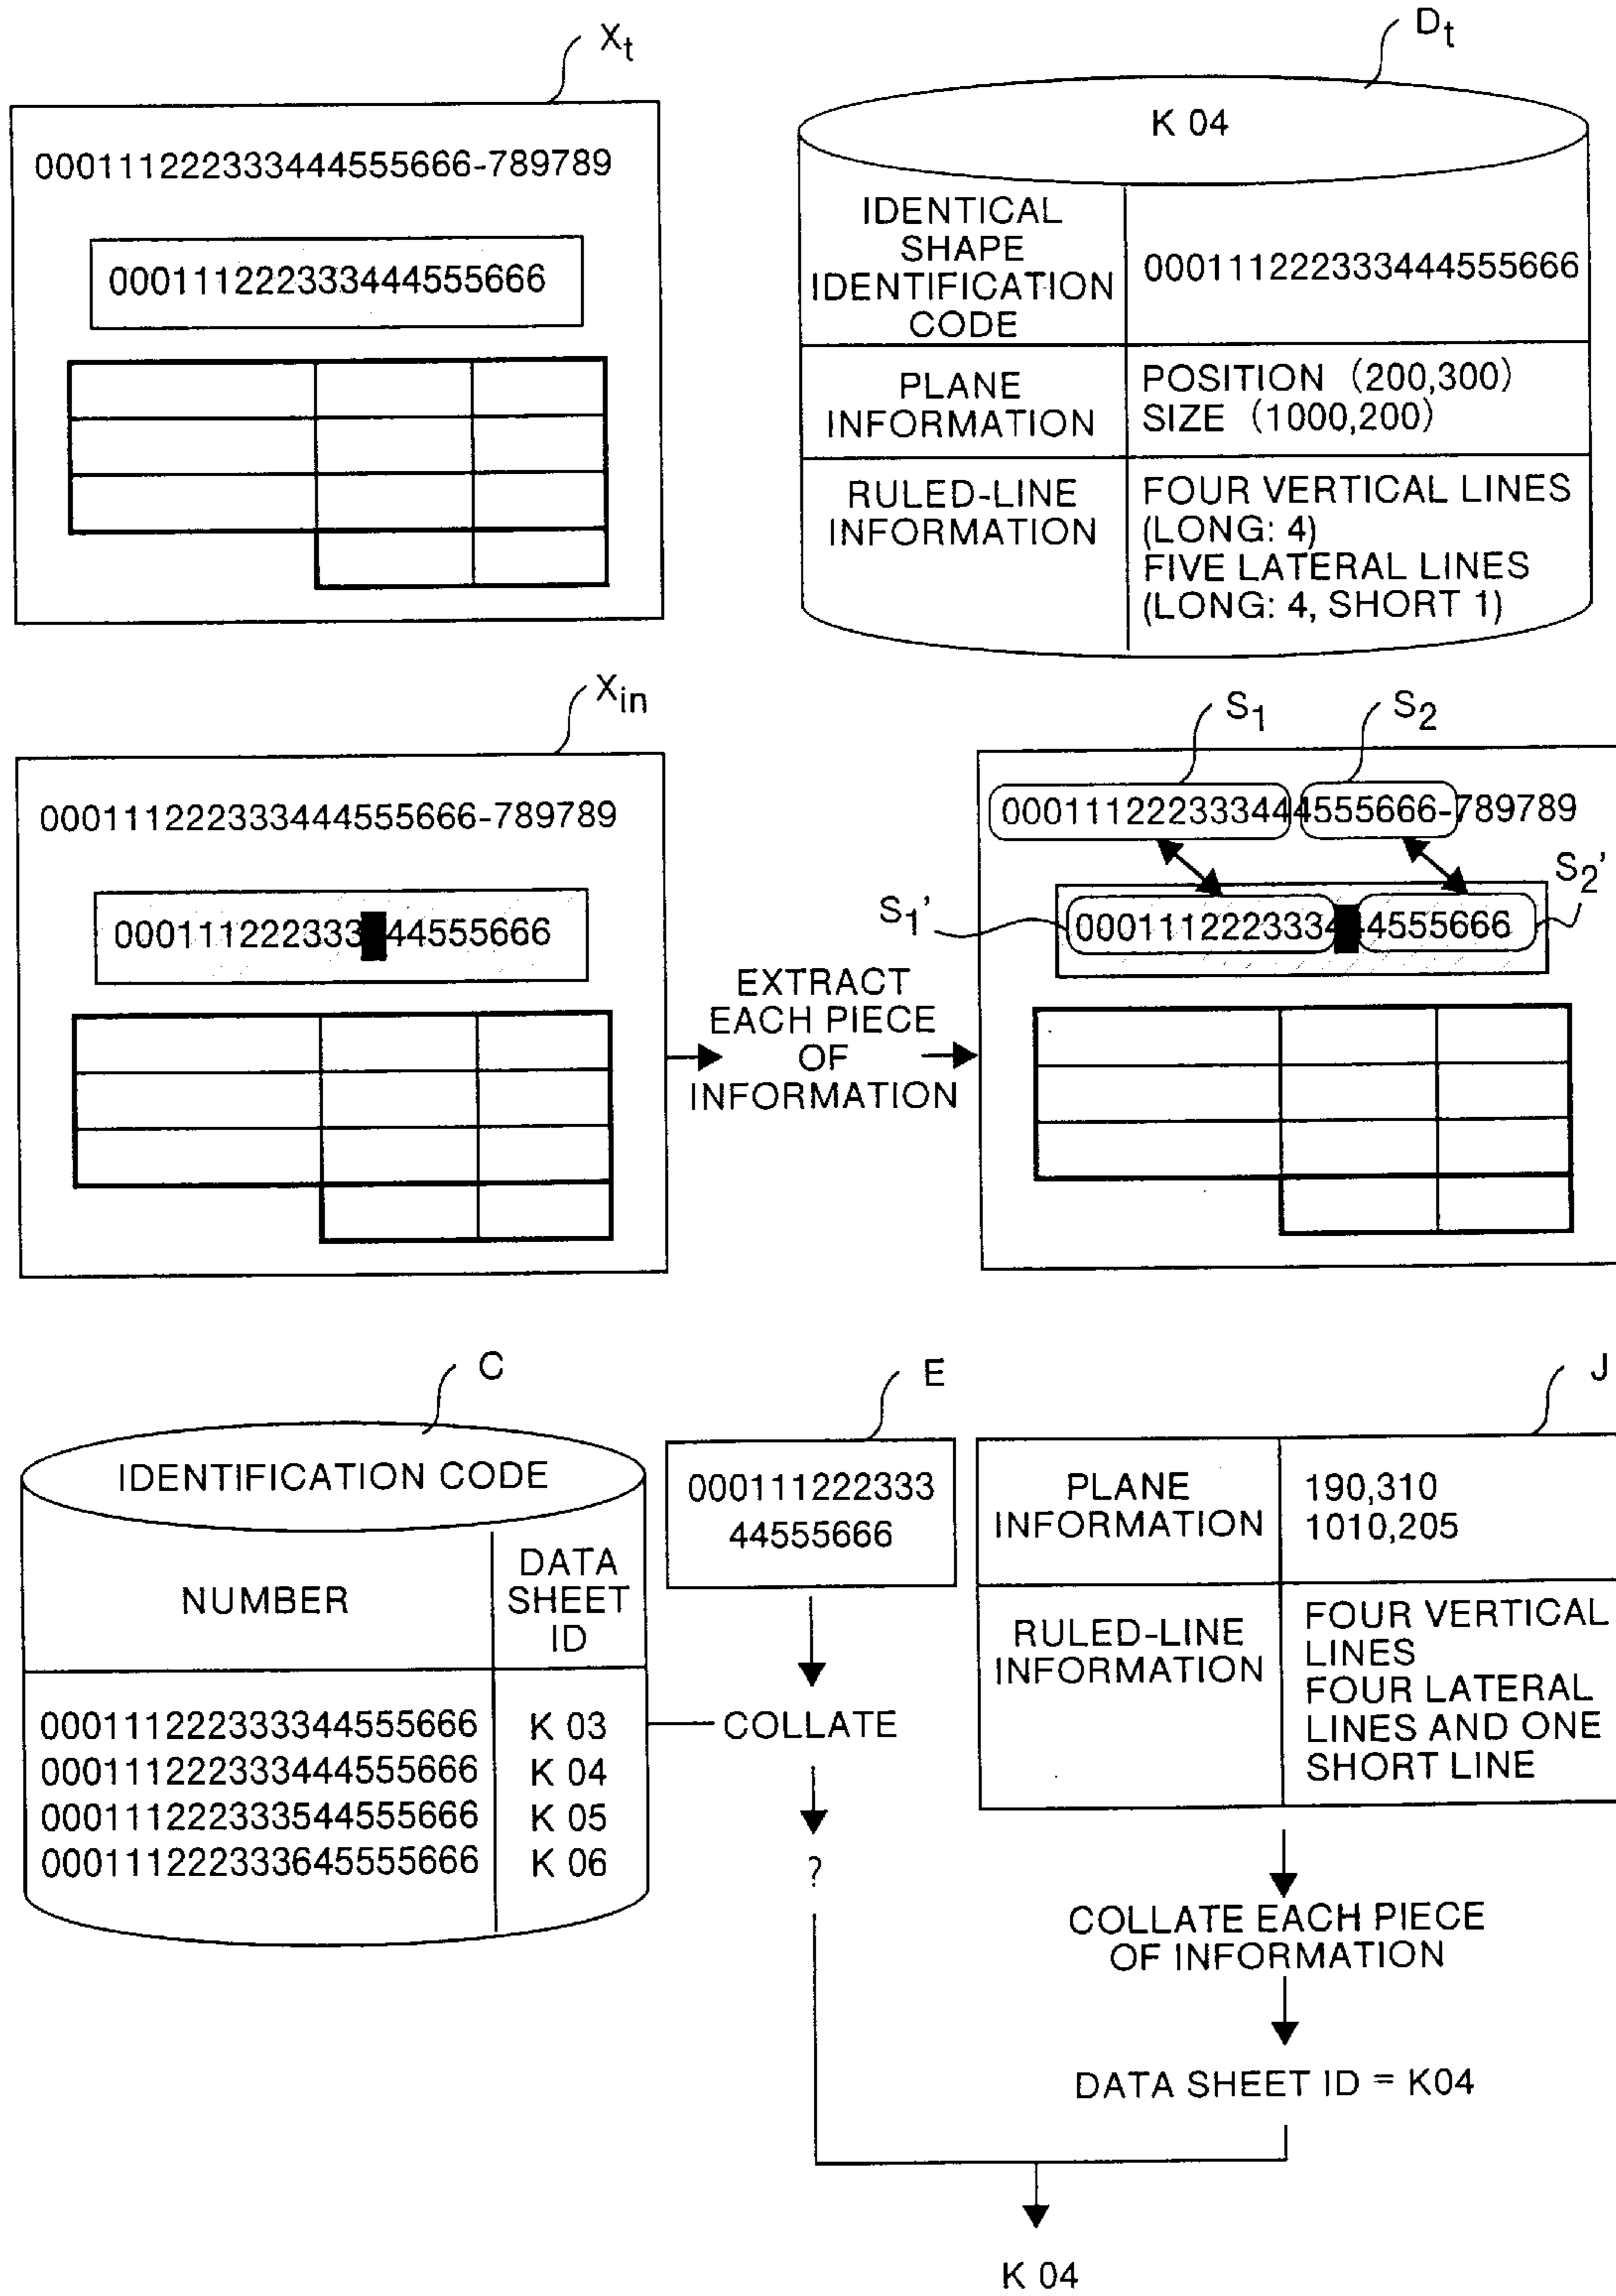 Xt
000111222333444555666-789789
000111222333444555666
Dt
K 04
IDENTICAL
SHAPE
IDENTIFICATION
CODE
000111222333444555666
PLANE
INFORMATION
POSITION (200,300)
SIZE (1000,200)
RULED-LINE
INFORMATION
FOUR VERTICAL LINES
(LONG: 4)
FIVE LATERAL LINES
(LONG: 4, SHORT 1)
Xin
000111222333444555666-789789
000111222333 44555666
EXTRACT
EACH PIECE
OF
INFORMATION
S1
S2
000111222333444555666-789789
S1'
S2'
000111222333 44555666
C
IDENTIFICATION CODE
NUMBER
DATA
SHEET
ID
000111222333344555666 K 03
000111222333444555666 K 04
000111222333544555666 K 05
000111222333645555666 K 06
E
000111222333
44555666
COLLATE
?
J
PLANE
INFORMATION
190,310
1010,205
RULED-LINE
INFORMATION
FOUR VERTICAL
LINES
FOUR LATERAL
LINES AND ONE
SHORT LINE
COLLATE EACH PIECE
OF INFORMATION
DATA SHEET ID = K04
K 04